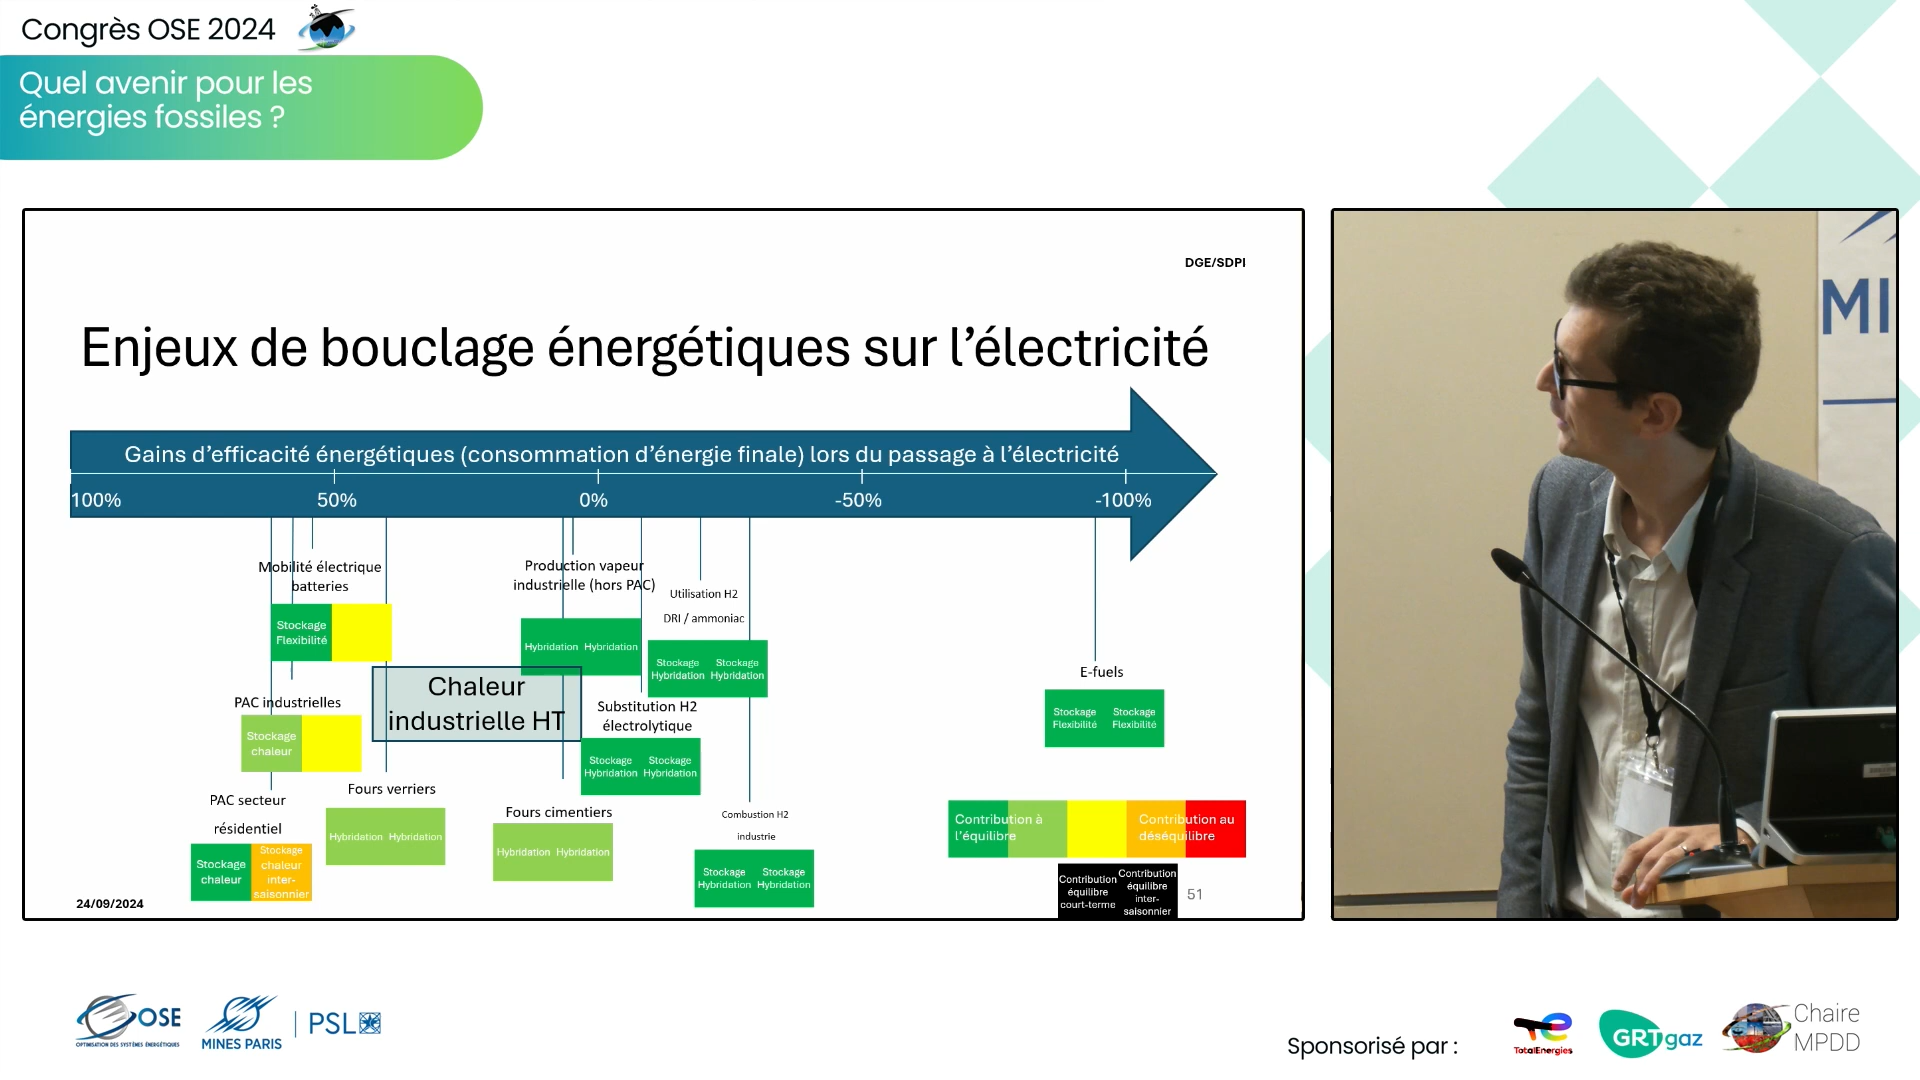 Congrès OSE 2024
Quel avenir pour les
énergies fossiles ?
DGE/SDPI
Enjeux de bouclage énergétiques sur l'électricité
Gains d'efficacité énergétiques (consommation d'énergie finale) lors du passage à l'électricité
100% 50% 0% -50% -100%
Mobilité électrique
batteries
Stockage
Flexibilité
PAC industrielles
Stockage
chaleur
PAC secteur
résidentiel
Stockage
chaleur
Stockage
chaleur
inter-
saisonnier
Chaleur
industrielle HT
Fours verriers
Hybridation Hybridation
Production vapeur
industrielle (hors PAC)
Hybridation Hybridation
Fours cimentiers
Hybridation Hybridation
Utilisation H2
DRI / ammoniac
Stockage Stockage
Hybridation Hybridation
Substitution H2
électrolytique
Stockage Stockage
Hybridation Hybridation
Combustion H2
industrie
Stockage Stockage
Hybridation Hybridation
E-fuels
Stockage Stockage
Flexibilité Flexibilité
Contribution à
l'équilibre
Contribution au
déséquilibre
Contribution
équilibre
court-terme
Contribution
équilibre
inter-
saisonnier
24/09/2024
51
MI
OSE
OPTIMISATION DES SYSTÈMES ÉNERGÉTIQUES
MINES PARIS
PSL
Sponsorisé par :
TotalEnergies
GRTgaz
Chaire
MPDD